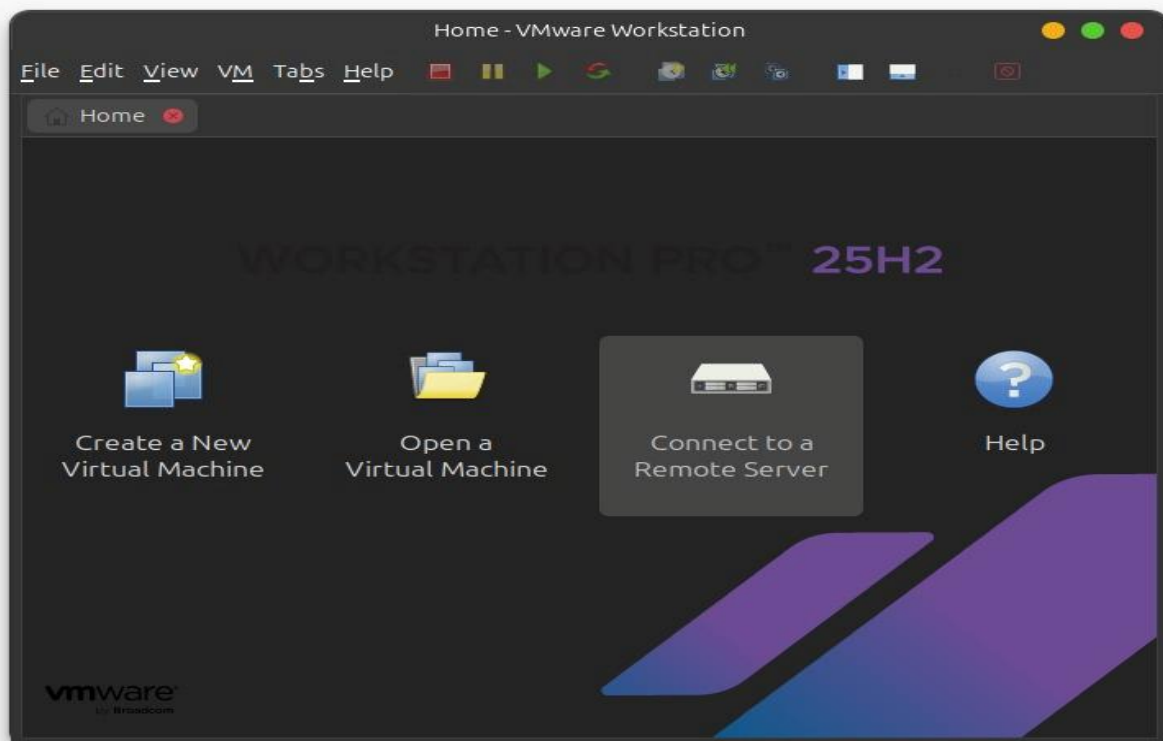 Home - VMware Workstation
File Edit View VM Tabs Help
Home
WORKSTATION PRO™ 25H2
Create a New
Virtual Machine
Open a
Virtual Machine
Connect to a
Remote Server
Help
vmware®
by Broadcom